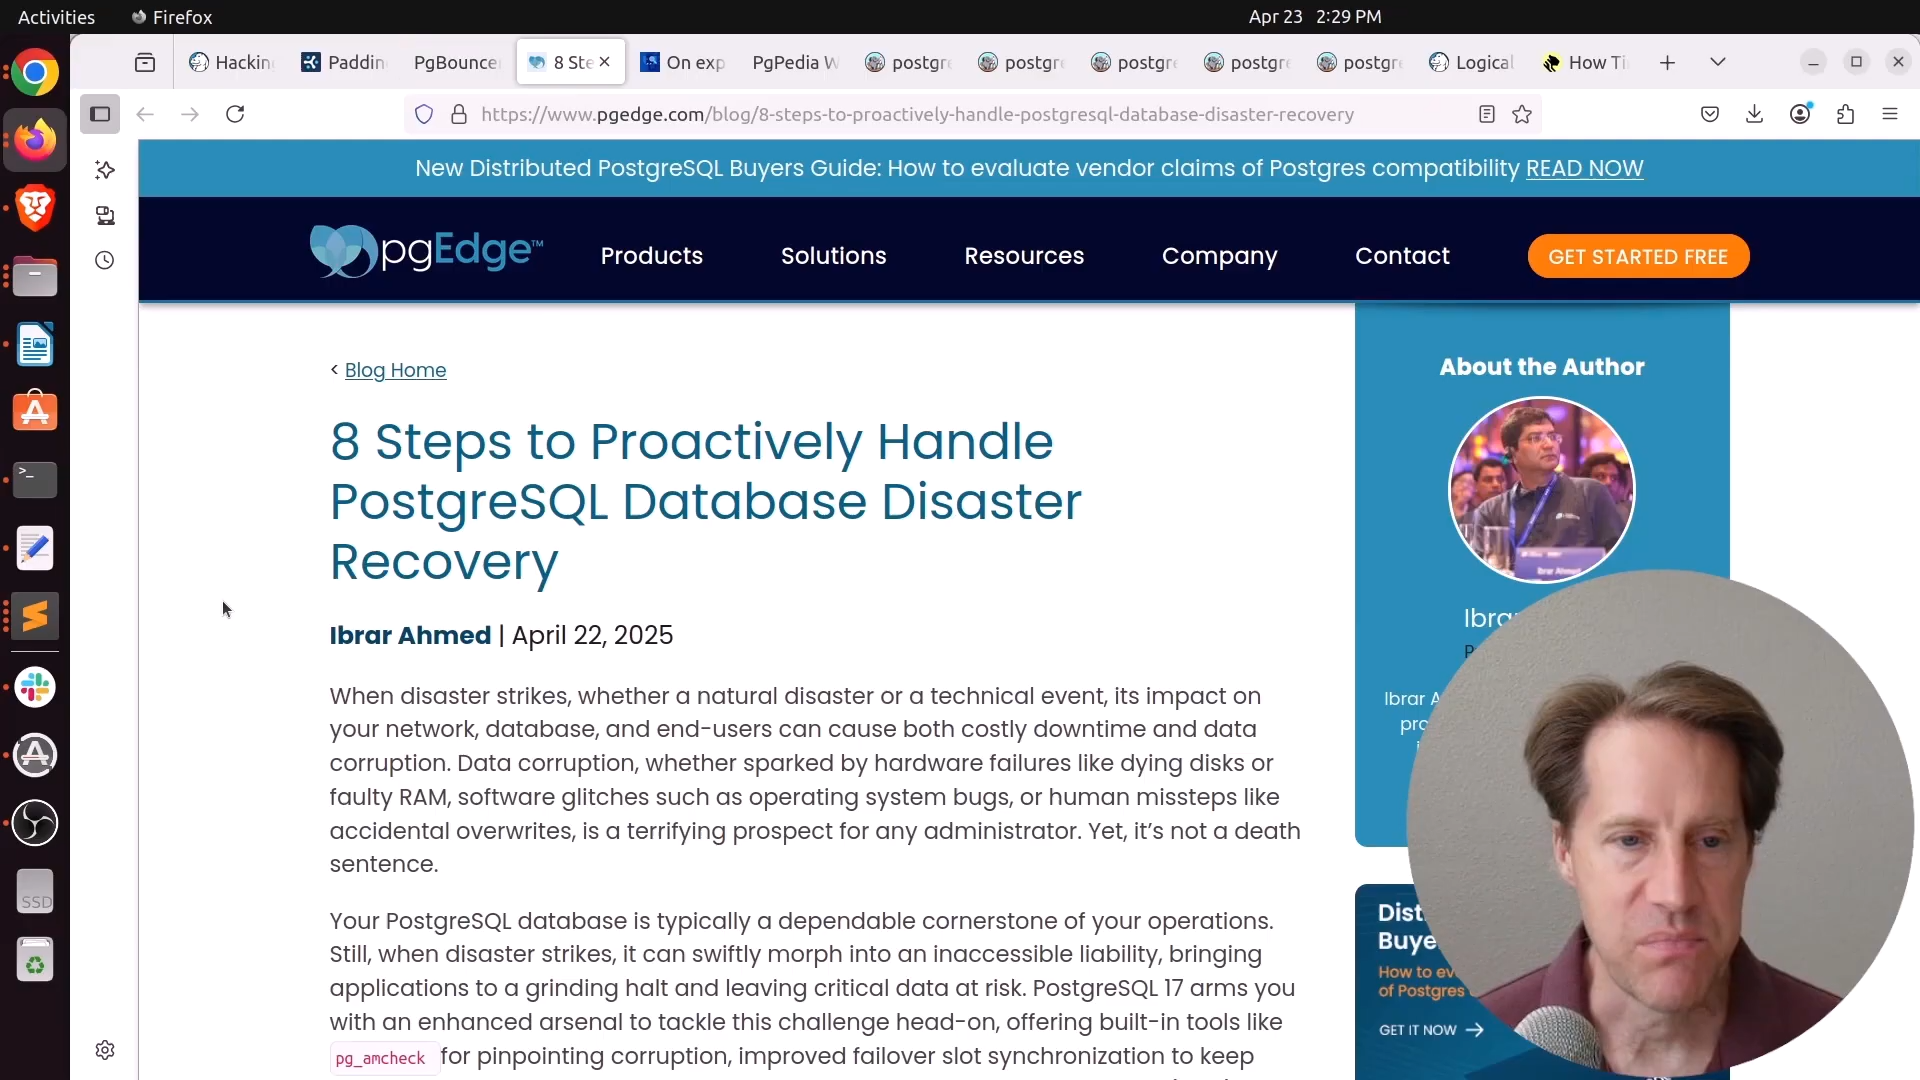 Activities
Firefox
Apr 23 2:29 PM
Hacking
Paddin
PgBounce
8 Ste
On exp
PgPedia W
postgr
postgr
postgr
postgr
postgr
Logical
How Ti
https://www.pgedge.com/blog/8-steps-to-proactively-handle-postgresql-database-disaster-recovery
New Distributed PostgreSQL Buyers Guide: How to evaluate vendor claims of Postgres compatibility READ NOW
pgEdge™
Products
Solutions
Resources
Company
Contact
GET STARTED FREE
< Blog Home
8 Steps to Proactively Handle
PostgreSQL Database Disaster
Recovery
Ibrar Ahmed | April 22, 2025
When disaster strikes, whether a natural disaster or a technical event, its impact on
your network, database, and end-users can cause both costly downtime and data
corruption. Data corruption, whether sparked by hardware failures like dying disks or
faulty RAM, software glitches such as operating system bugs, or human missteps like
accidental overwrites, is a terrifying prospect for any administrator. Yet, it’s not a death
sentence.
Your PostgreSQL database is typically a dependable cornerstone of your operations.
Still, when disaster strikes, it can swiftly morph into an inaccessible liability, bringing
applications to a grinding halt and leaving critical data at risk. PostgreSQL 17 arms you
with an enhanced arsenal to tackle this challenge head-on, offering built-in tools like
pg_amcheck for pinpointing corruption, improved failover slot synchronization to keep
About the Author
Ibrar Ahmed
Ibrar A
pro
Dist
Buye
How to ev
of Postgres
GET IT NOW
SSD